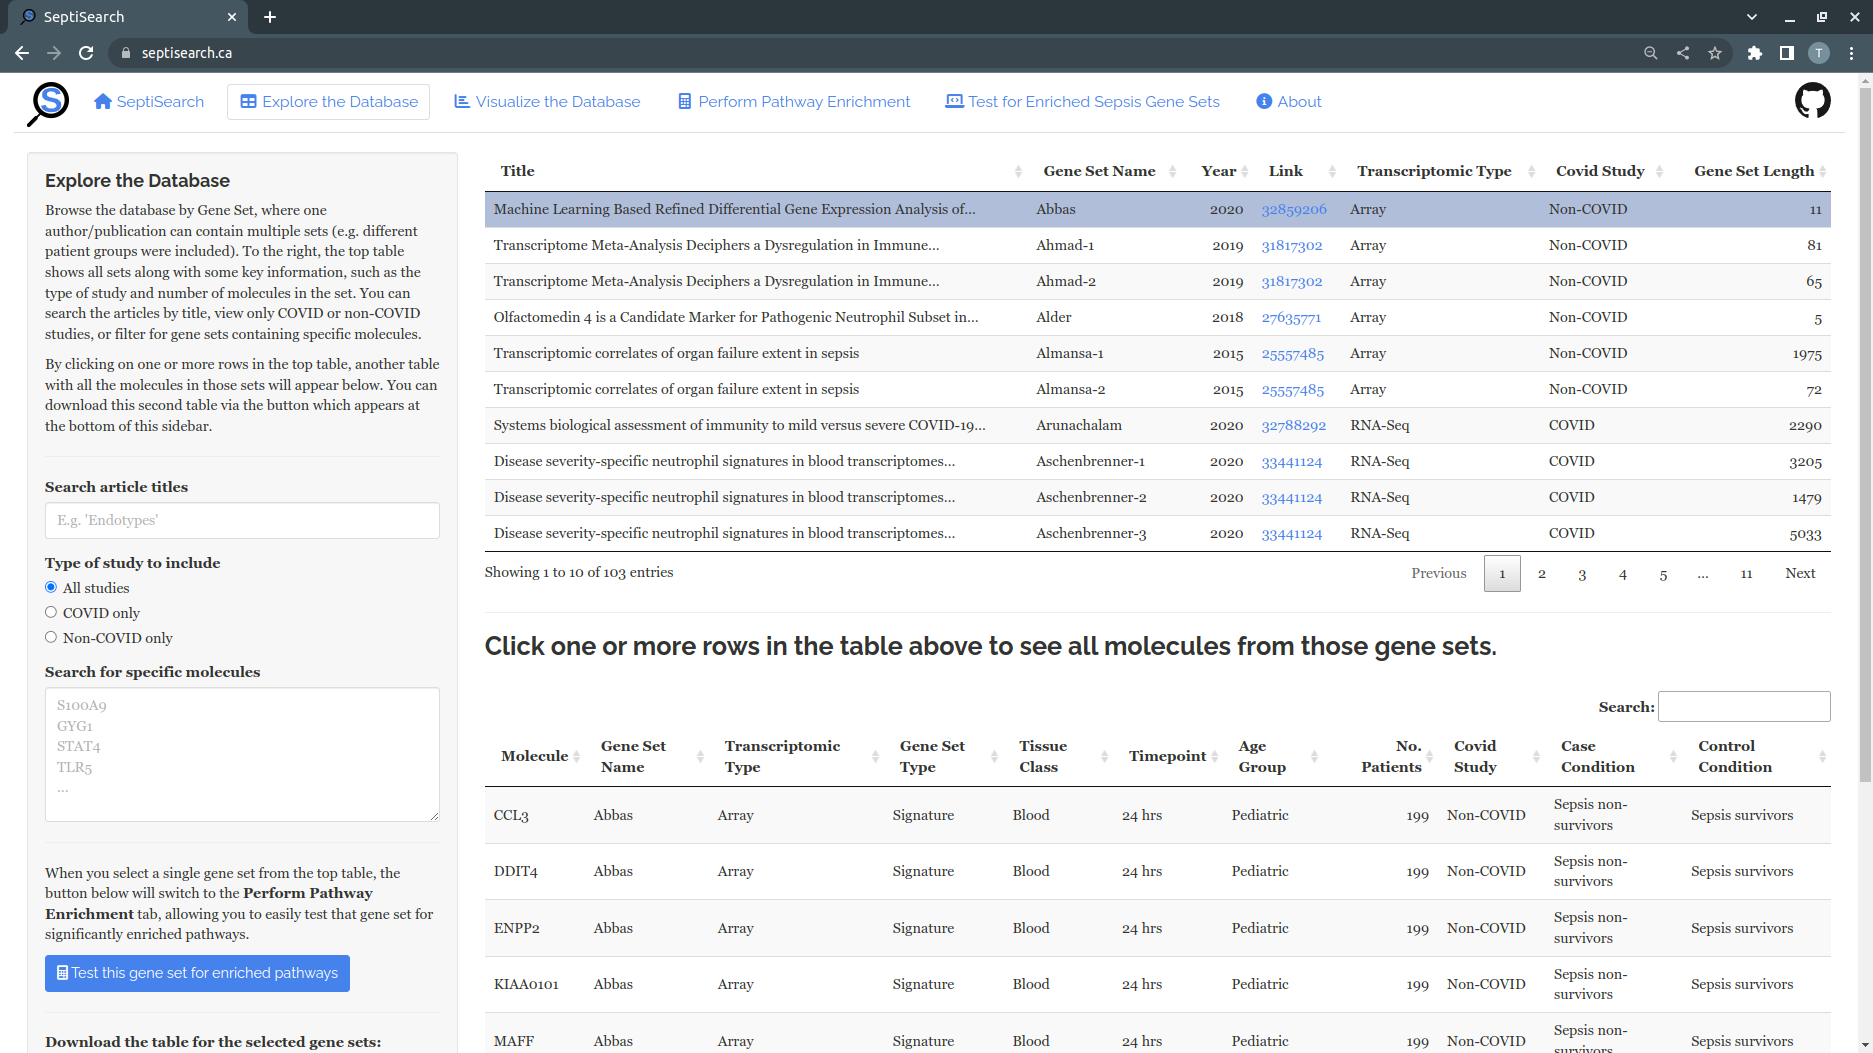 SeptiSearch
septisearch.ca
T
S
SeptiSearch
Explore the Database
Visualize the Database
Perform Pathway Enrichment
Test for Enriched Sepsis Gene Sets
About
Explore the Database
Browse the database by Gene Set, where one
author/publication can contain multiple sets (e.g. different
patient groups were included). To the right, the top table
shows all sets along with some key information, such as the
type of study and number of molecules in the set. You can
search the articles by title, view only COVID or non-COVID
studies, or filter for gene sets containing specific molecules.
By clicking on one or more rows in the top table, another table
with all the molecules in those sets will appear below. You can
download this second table via the button which appears at
the bottom of this sidebar.
Search article titles
E.g. 'Endotypes'
Type of study to include
All studies
COVID only
Non-COVID only
Search for specific molecules
S100A9
GYG1
STAT4
TLR5
...
When you select a single gene set from the top table, the
button below will switch to the Perform Pathway
Enrichment tab, allowing you to easily test that gene set for
significantly enriched pathways.
Test this gene set for enriched pathways
Download the table for the selected gene sets:
Title Gene Set Name Year Link Transcriptomic Type Covid Study Gene Set Length
Machine Learning Based Refined Differential Gene Expression Analysis of... Abbas 2020 32859206 Array Non-COVID 11
Transcriptome Meta-Analysis Deciphers a Dysregulation in Immune... Ahmad-1 2019 31817302 Array Non-COVID 81
Transcriptome Meta-Analysis Deciphers a Dysregulation in Immune... Ahmad-2 2019 31817302 Array Non-COVID 65
Olfactomedin 4 is a Candidate Marker for Pathogenic Neutrophil Subset in... Alder 2018 27635771 Array Non-COVID 5
Transcriptomic correlates of organ failure extent in sepsis Almansa-1 2015 25557485 Array Non-COVID 1975
Transcriptomic correlates of organ failure extent in sepsis Almansa-2 2015 25557485 Array Non-COVID 72
Systems biological assessment of immunity to mild versus severe COVID-19... Arunachalam 2020 32788292 RNA-Seq COVID 2290
Disease severity-specific neutrophil signatures in blood transcriptomes... Aschenbrenner-1 2020 33441124 RNA-Seq COVID 3205
Disease severity-specific neutrophil signatures in blood transcriptomes... Aschenbrenner-2 2020 33441124 RNA-Seq COVID 1479
Disease severity-specific neutrophil signatures in blood transcriptomes... Aschenbrenner-3 2020 33441124 RNA-Seq COVID 5033
Showing 1 to 10 of 103 entries
Previous 1 2 3 4 5 ... 11 Next
Click one or more rows in the table above to see all molecules from those gene sets.
Search:
Molecule Gene Set Name Transcriptomic Type Gene Set Type Tissue Class Timepoint Age Group No. Patients Covid Study Case Condition Control Condition
CCL3 Abbas Array Signature Blood 24 hrs Pediatric 199 Non-COVID Sepsis non-survivors Sepsis survivors
DDIT4 Abbas Array Signature Blood 24 hrs Pediatric 199 Non-COVID Sepsis non-survivors Sepsis survivors
ENPP2 Abbas Array Signature Blood 24 hrs Pediatric 199 Non-COVID Sepsis non-survivors Sepsis survivors
KIAA0101 Abbas Array Signature Blood 24 hrs Pediatric 199 Non-COVID Sepsis non-survivors Sepsis survivors
MAFF Abbas Array Signature Blood 24 hrs Pediatric 199 Non-COVID Sepsis non-survivors Sepsis survivors